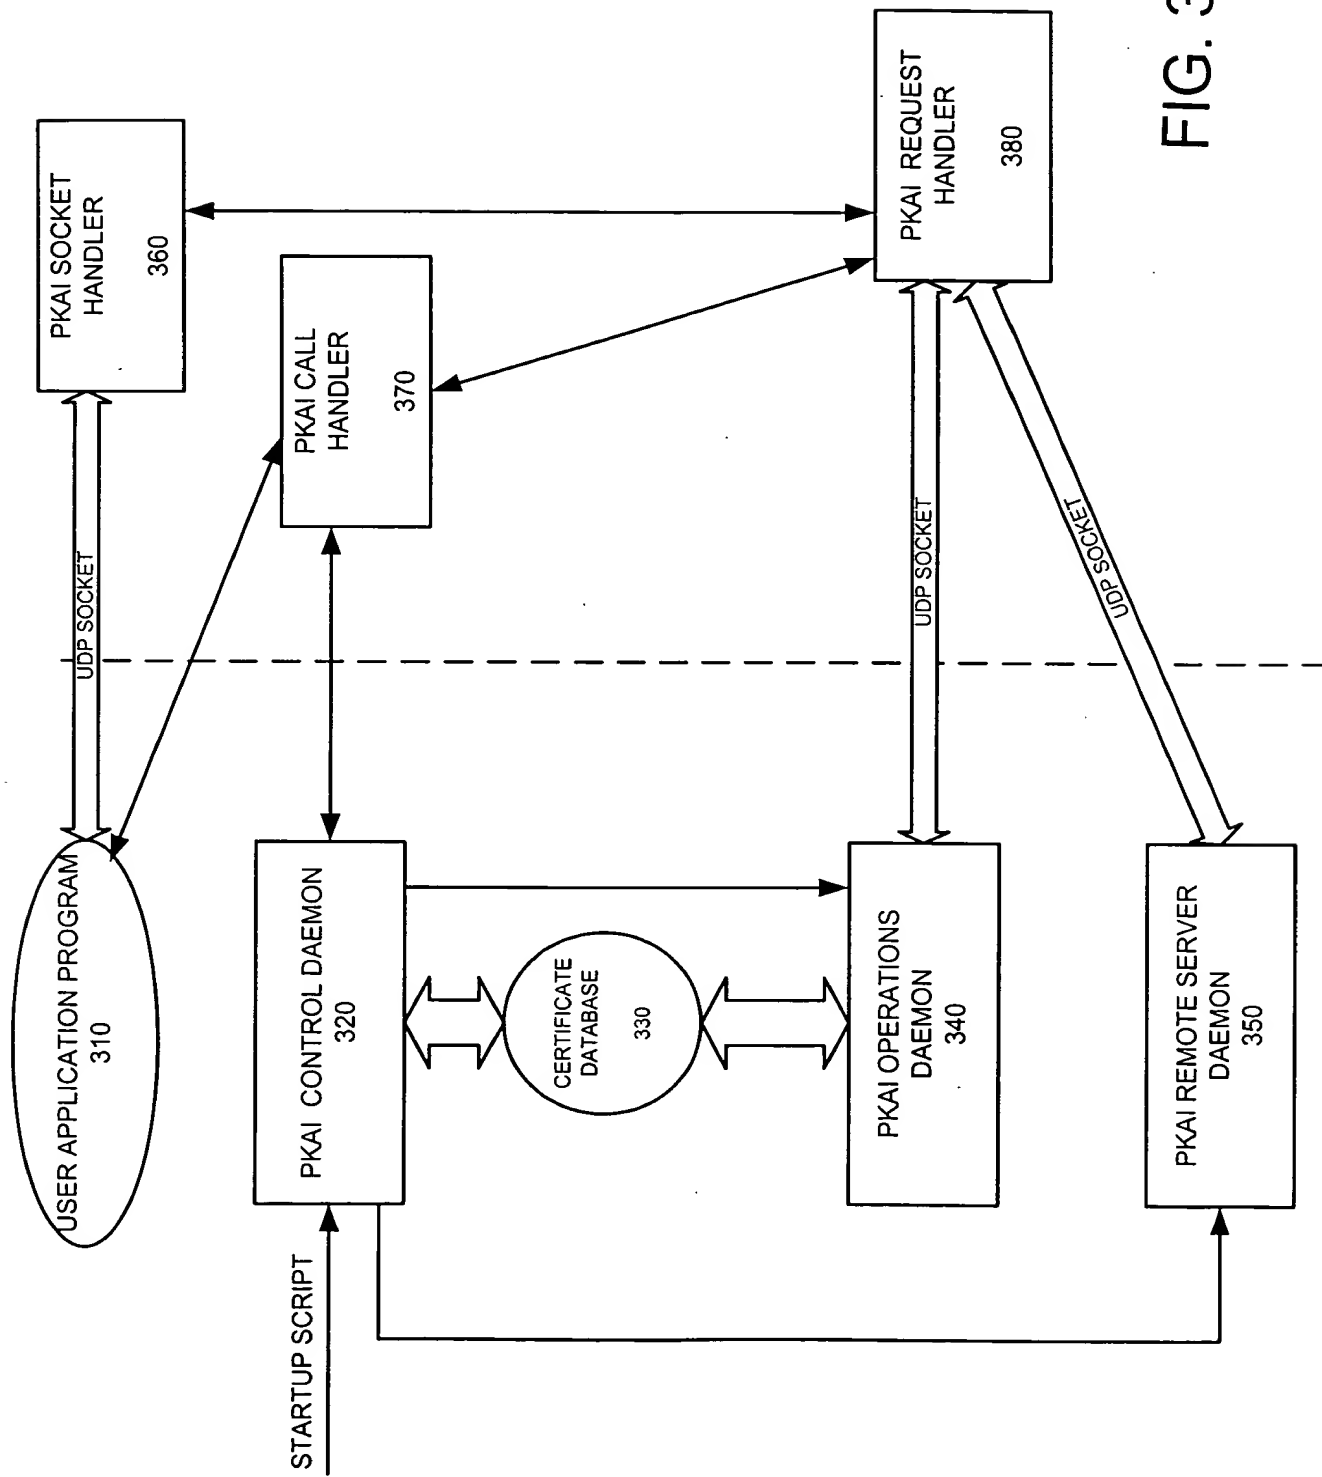 USER APPLICATION PROGRAM
310
UDP SOCKET
PKAI SOCKET
HANDLER
360
STARTUP SCRIPT
PKAI CONTROL DAEMON
320
PKAI CALL
HANDLER
370
CERTIFICATE
DATABASE
330
PKAI OPERATIONS
DAEMON
340
UDP SOCKET
PKAI REQUEST
HANDLER
380
PKAI REMOTE SERVER
DAEMON
350
UDP SOCKET
FIG. 3